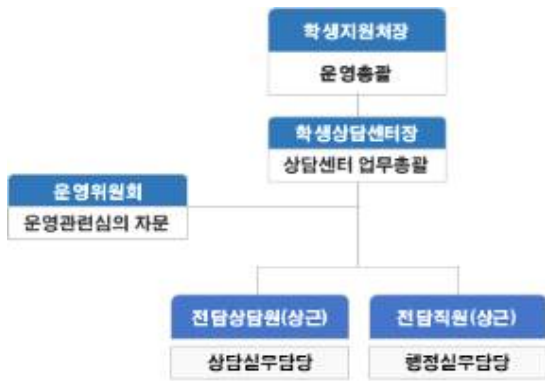 학생지원처장
운영총괄
학생상담센터장
상담센터 업무총괄
운영위원회
운영관련심의 자문
전담상담원(상근)
전담직원(상근)
상담실무담당
행정실무담당